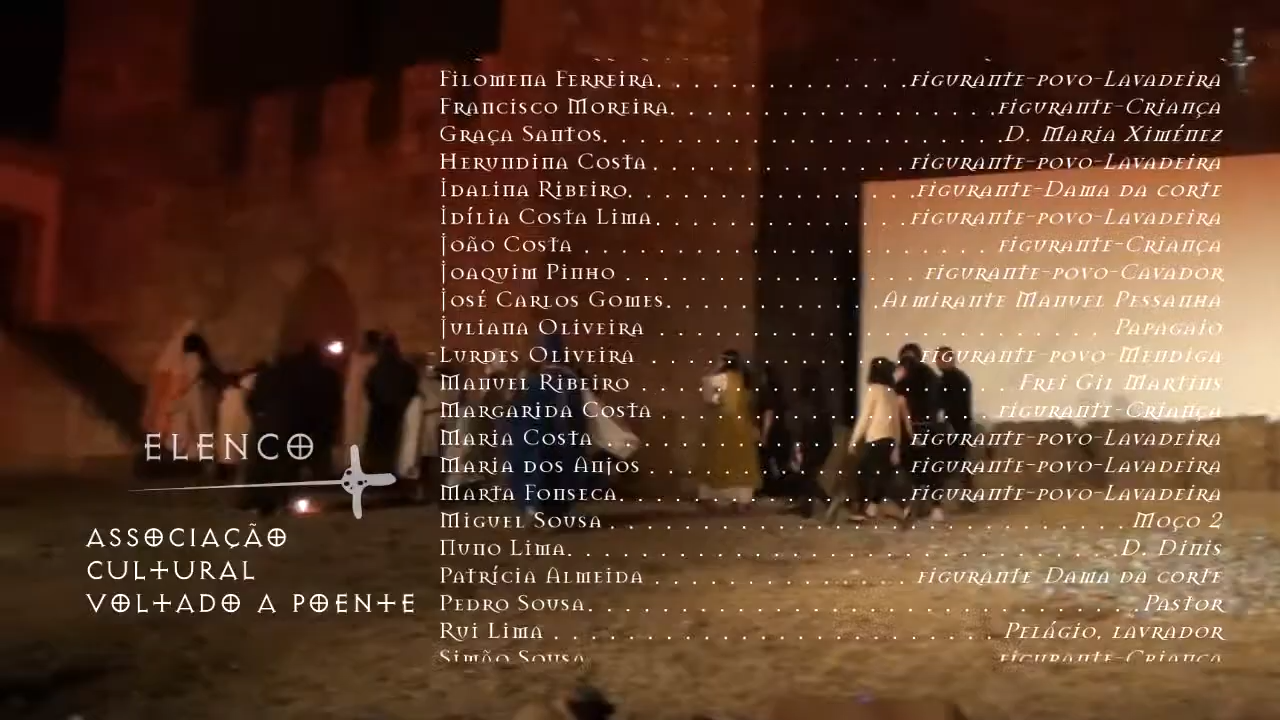 Filomena Ferreira. . . . . . . . . . . . . . .figurante-povo-Lavadeira
Francisco Moreira. . . . . . . . . . . . . . . . . . . .figurante-Criança
Graça Santos. . . . . . . . . . . . . . . . . . . . . . . .D. Maria Ximénez
Herundina Costa . . . . . . . . . . . . . . . .figurante-povo-Lavadeira
Idalina Ribeiro. . . . . . . . . . . . . . . . . .figurante-Dama da corte
Idília Costa Lima. . . . . . . . . . . . . . . .figurante-povo-Lavadeira
João Costa . . . . . . . . . . . . . . . . . . . . . . . . . figurante-Criança
Joaquim Pinho . . . . . . . . . . . . . . . . . figurante-povo-Cavador
José Carlos Gomes. . . . . . . . . . . . . .Almirante Manuel Pessanha
Juliana Oliveira . . . . . . . . . . . . . . . . . . . . . . . . . . . Papagaio
Lurdes Oliveira . . . . . . . . . . . . . . . . figurante-povo-Mendiga
Manuel Ribeiro . . . . . . . . . . . . . . . . . . . . . . Frei Gil Martins
Margarida Costa . . . . . . . . . . . . . . . . . . . . . figurante-Criança
Maria Costa . . . . . . . . . . . . . . . . . . .figurante-povo-Lavadeira
Maria dos Anjos . . . . . . . . . . . . . . . .figurante-povo-Lavadeira
Marta Fonseca. . . . . . . . . . . . . . . . . .figurante-povo-Lavadeira
Miguel Sousa . . . . . . . . . . . . . . . . . . . . . . . . . . . . . . . Moço 2
Nuno Lima. . . . . . . . . . . . . . . . . . . . . . . . . . . . . . . . .D. Dinis
Patrícia Almeida . . . . . . . . . . . . . . . . figurante Dama da corte
Pedro Sousa. . . . . . . . . . . . . . . . . . . . . . . . . . . . . . . . .Pastor
Rui Lima . . . . . . . . . . . . . . . . . . . . . . . . . . . Pelágio, lavrador
Simão Sousa figurante-Criança
ELENCO
ASSOCIAÇÃO
CULTURAL
VOLTADO A POENTE